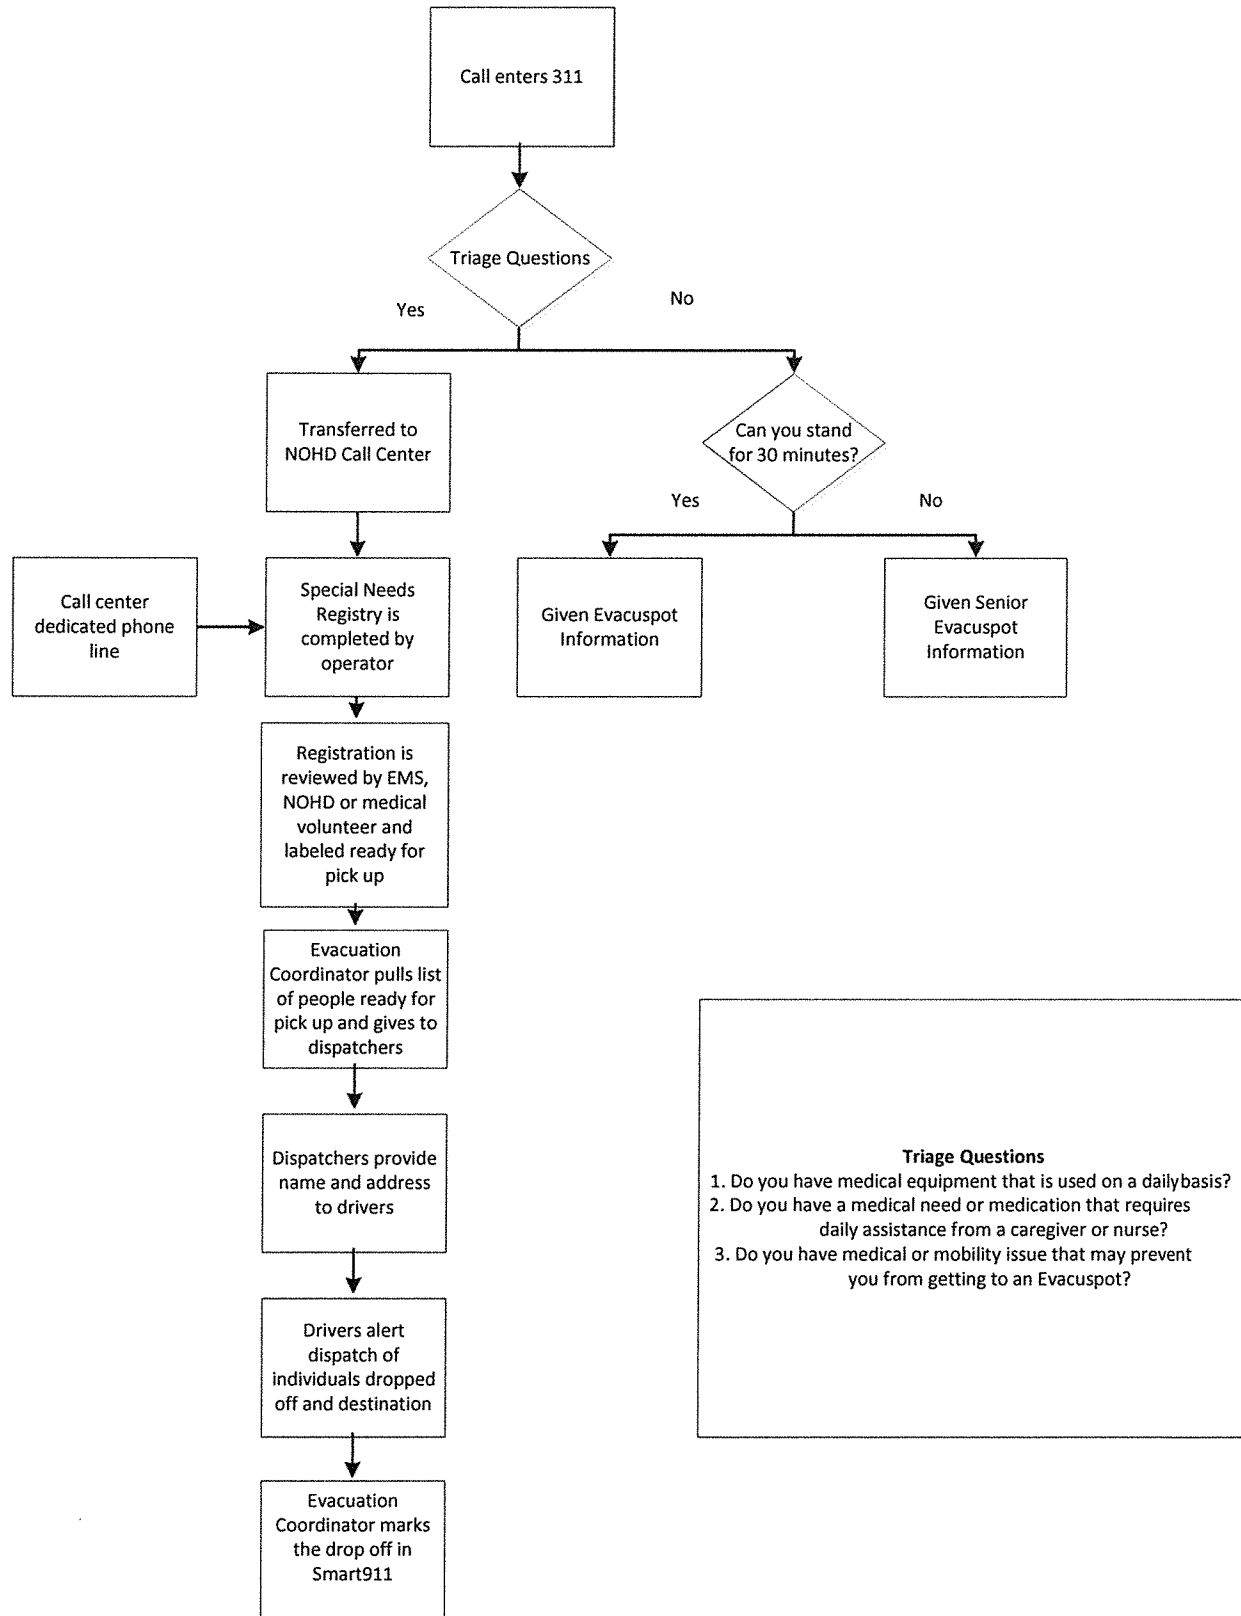 Call enters 311
Triage Questions
Yes
No
Transferred to
NOHD Call Center
Can you stand
for 30 minutes?
Yes
No
Call center
dedicated phone
line
Special Needs
Registry is
completed by
operator
Given Evacuspot
Information
Given Senior
Evacuspot
Information
Registration is
reviewed by EMS,
NOHD or medical
volunteer and
labeled ready for
pick up
Evacuation
Coordinator pulls list
of people ready for
pick up and gives to
dispatchers
Dispatchers provide
name and address
to drivers
Drivers alert
dispatch of
individuals dropped
off and destination
Evacuation
Coordinator marks
the drop off in
Smart911
Triage Questions
1. Do you have medical equipment that is used on a dailybasis?
2. Do you have a medical need or medication that requires
daily assistance from a caregiver or nurse?
3. Do you have medical or mobility issue that may prevent
you from getting to an Evacuspot?